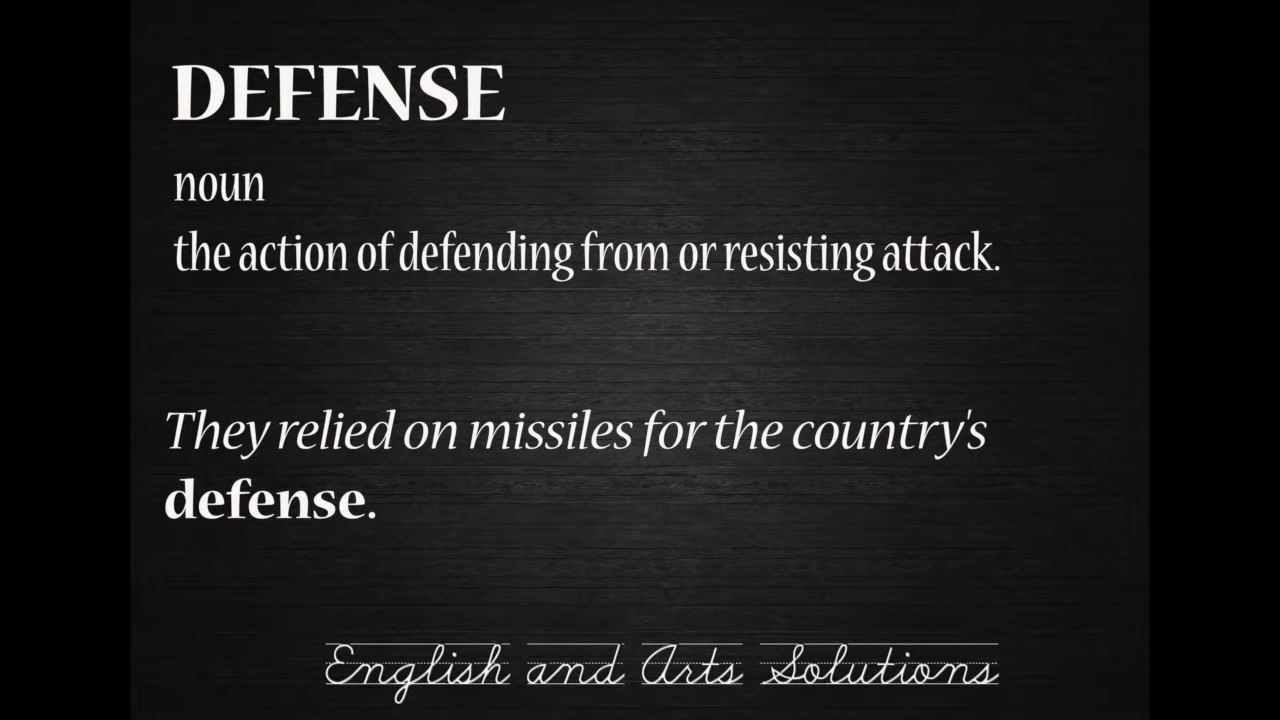 DEFENSE
noun
the action of defending from or resisting attack.
They relied on missiles for the country's
defense.
English and Arts Solutions